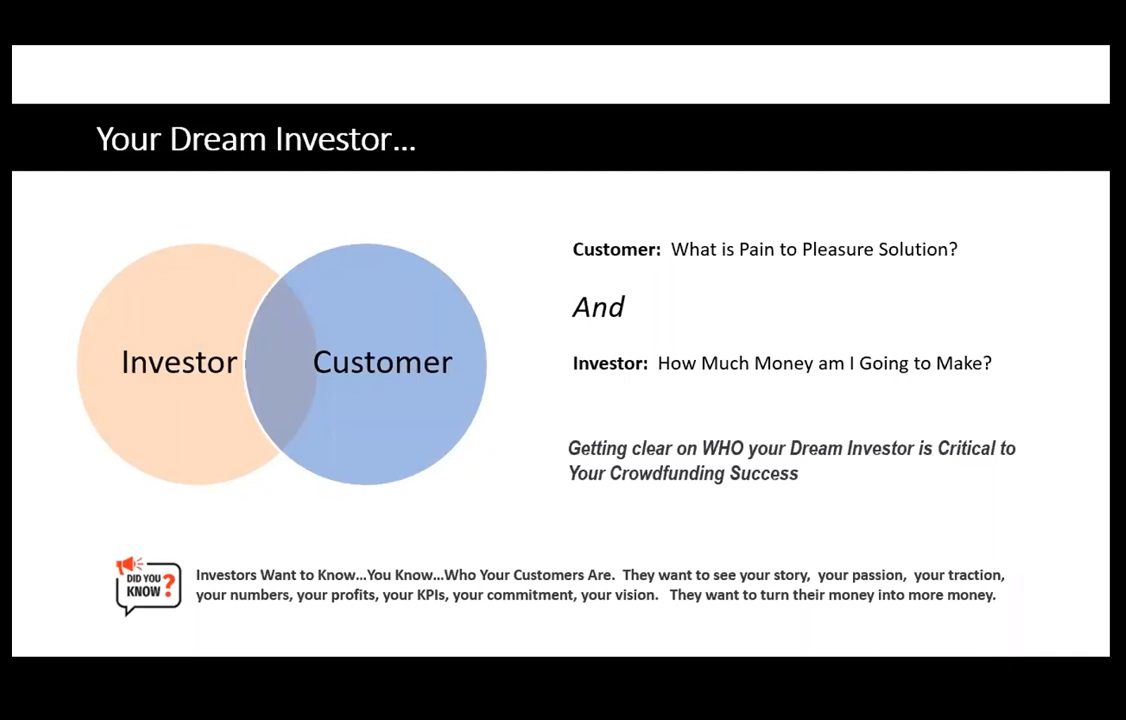 Your Dream Investor...
Investor
Customer
Customer: What is Pain to Pleasure Solution?
And
Investor: How Much Money am I Going to Make?
Getting clear on WHO your Dream Investor is Critical to
Your Crowdfunding Success
DID YOU
KNOW?
Investors Want to Know...You Know...Who Your Customers Are. They want to see your story, your passion, your traction,
your numbers, your profits, your KPIs, your commitment, your vision. They want to turn their money into more money.